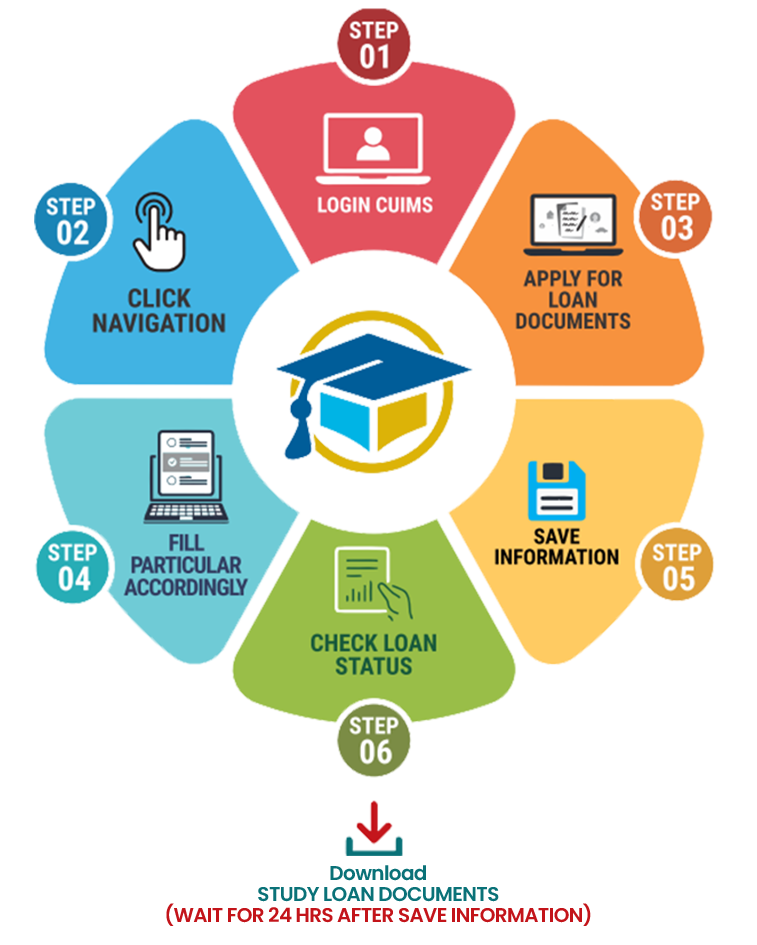 STEP
01
LOGIN CUIMS
STEP
02
CLICK
NAVIGATION
STEP
03
APPLY FOR
LOAN
DOCUMENTS
STEP
04
FILL
PARTICULAR
ACCORDINGLY
STEP
05
SAVE
INFORMATION
CHECK LOAN
STATUS
STEP
06
Download
STUDY LOAN DOCUMENTS
(WAIT FOR 24 HRS AFTER SAVE INFORMATION)